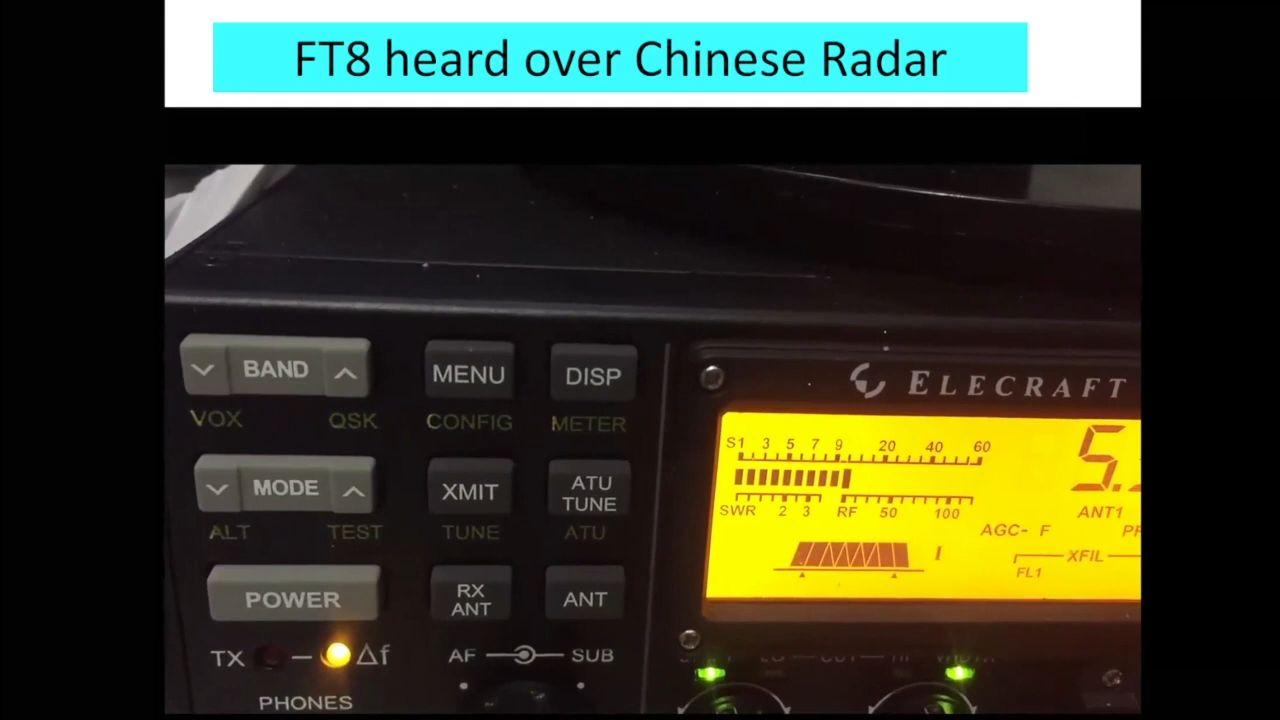 FT8 heard over Chinese Radar
BAND MENU DISP
VOX QSK CONFIG METER
ELECRAFT
S1 3 5 7 9 20 40 60
MODE XMIT ATU TUNE
ALT TEST TUNE ATU
SWR 2 3 RF 50 100
ANT1
AGC- F
XFIL
FL1
I
POWER RX ANT ANT
TX Δf AF SUB
PHONES